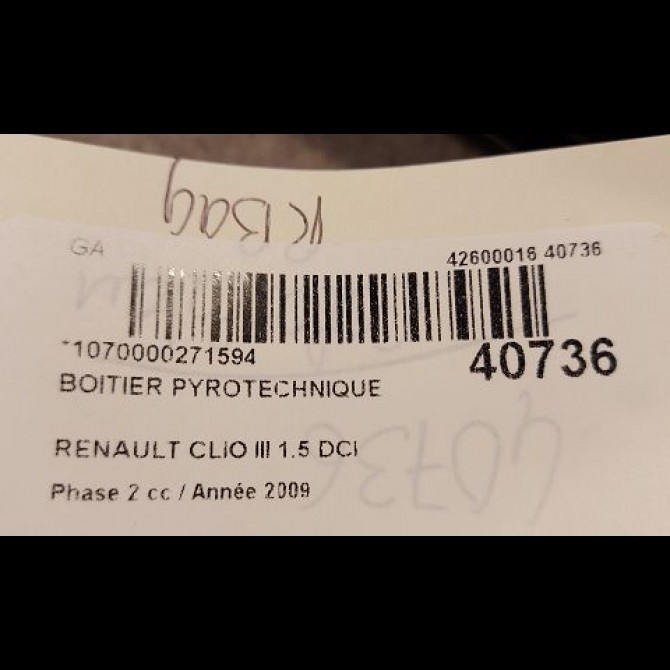 K Bag
GA
42600016 40736
*1070000271594
40736
BOITIER PYROTECHNIQUE
RENAULT CLIO III 1.5 DCI
Phase 2 cc / Année 2009
40736